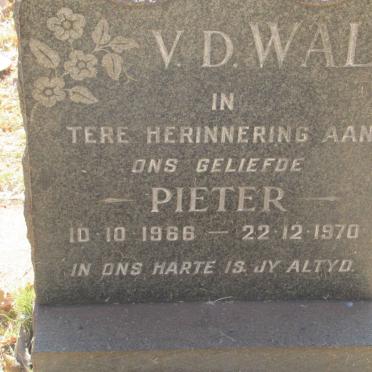 V. D. WAL
IN
TERE HERINNERING AAN
ONS GELIEFDE
— PIETER —
10-10 1966 — 22-12-1970
IN ONS HARTE IS JY ALTYD.